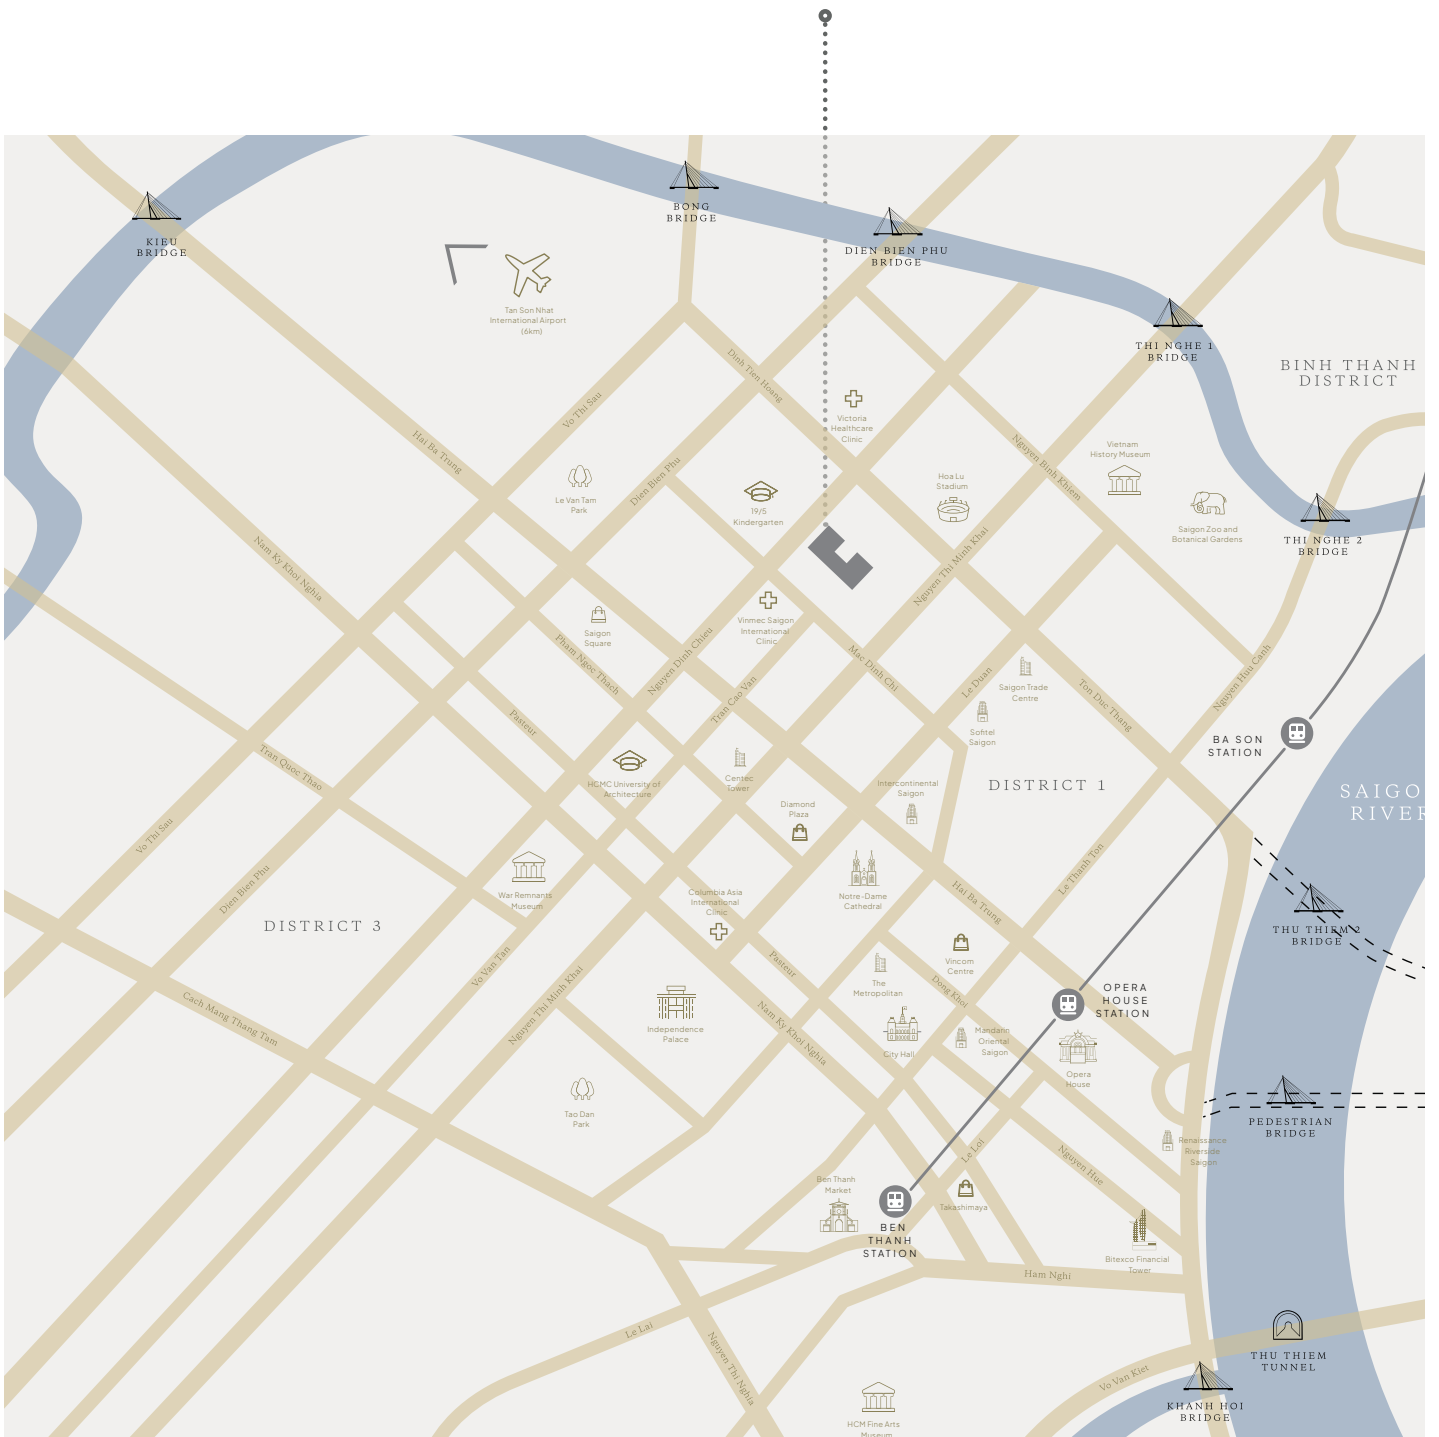 BONG
BRIDGE
KIEU
BRIDGE
DIEN BIEN PHU
BRIDGE
Tan Son Nhat
International Airport
(6km)
THI NGHE 1
BRIDGE
BINH THANH
DISTRICT
Dinh Tien Hoang
Vo Thi Sau
Victoria
Healthcare
Clinic
Hai Ba Trung
Nguyen Binh Khiem
Vietnam
History Museum
Dien Bien Phu
Le Van Tam
Park
19/5
Kindergarten
Hoa Lu
Stadium
Saigon Zoo and
Botanical Gardens
THI NGHE 2
BRIDGE
Nam Ky Khoi Nghia
Nguyen Thi Minh Khai
Saigon
Square
Vinmec Saigon
International
Clinic
Pham Ngoc Thach
Nguyen Dinh Chieu
Tran Cao Van
Mac Dinh Chi
Le Duan
Saigon Trade
Centre
Ton Duc Thang
Nguyen Huu Canh
Sofitel
Saigon
Pasteur
BA SON
STATION
Tran Quoc Thao
HCMC University of
Architecture
Centec
Tower
Intercontinental
Saigon
DISTRICT 1
SAIGO
RIVER
Diamond
Plaza
Vo Thi Sau
Dien Bien Phu
War Remnants
Museum
Columbia Asia
International
Clinic
Notre-Dame
Cathedral
Hai Ba Trung
Le Thanh Ton
DISTRICT 3
THU THIEM 2
BRIDGE
Vo Van Tan
Pasteur
Vincom
Centre
The
Metropolitan
Dong Khoi
OPERA
HOUSE
STATION
Cach Mang Thang Tam
Nguyen Thi Minh Khai
Independence
Palace
Nam Ky Khoi Nghia
City Hall
Mandarin
Oriental
Saigon
Opera
House
Tao Dan
Park
PEDESTRIAN
BRIDGE
Renaissance
Riverside
Saigon
Le Loi
Nguyen Hue
Ben Thanh
Market
Takashimaya
BEN
THANH
STATION
Bitexco Financial
Tower
Ham Nghi
Le Lai
Nguyen Thi Nghia
THU THIEM
TUNNEL
Vo Van Kiet
KHANH HOI
BRIDGE
HCM Fine Arts
Museum